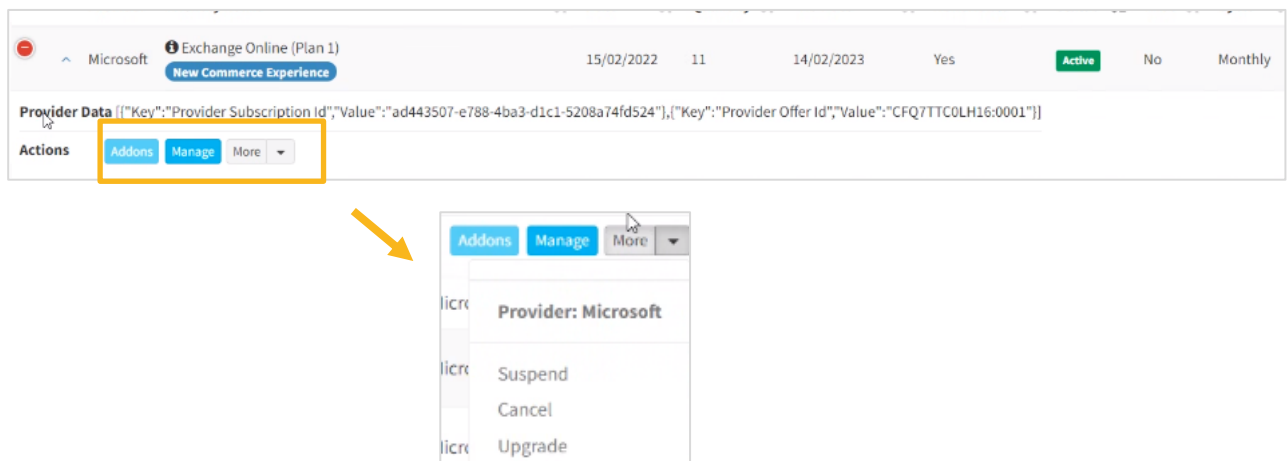 Microsoft Exchange Online (Plan 1) 15/02/2022 11 14/02/2023 Yes Active No Monthly
New Commerce Experience
Provider Data [{"Key":"Provider Subscription Id","Value":"ad443507-e788-4ba3-d1c1-5208a74fd524"},{"Key":"Provider Offer Id","Value":"CFQ7TTC0LH16:0001"}]
Actions Addons Manage More
Addons Manage More
Provider: Microsoft
Suspend
Cancel
Upgrade